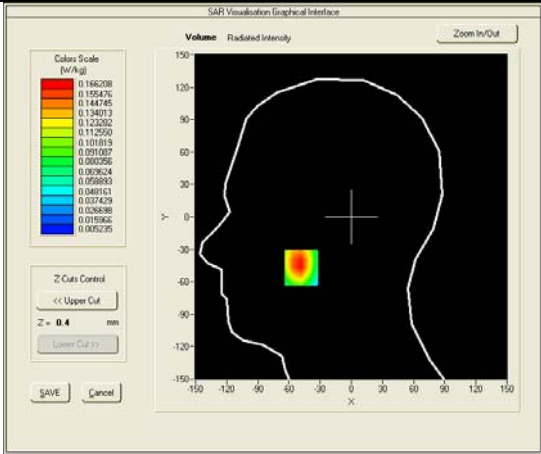 SAR Visualisation Graphical Interface
Volume Radiated Intensity
Zoom In/Out
Colors Scale
(W/kg)
0.166208
0.155476
0.144745
0.134013
0.123282
0.112550
0.101819
0.091087
0.080356
0.069624
0.058893
0.048161
0.037429
0.026698
0.015966
0.005235
Z-Cuts Control
<< Upper Cut
Z = 0.4 mm
Lower Cut >>
SAVE Cancel
150-
120-
90-
60-
30-
0-
-30-
-60-
-90-
-120-
-150-
Y
-150 -120 -90 -60 -30 0 30 60 90 120 150
X